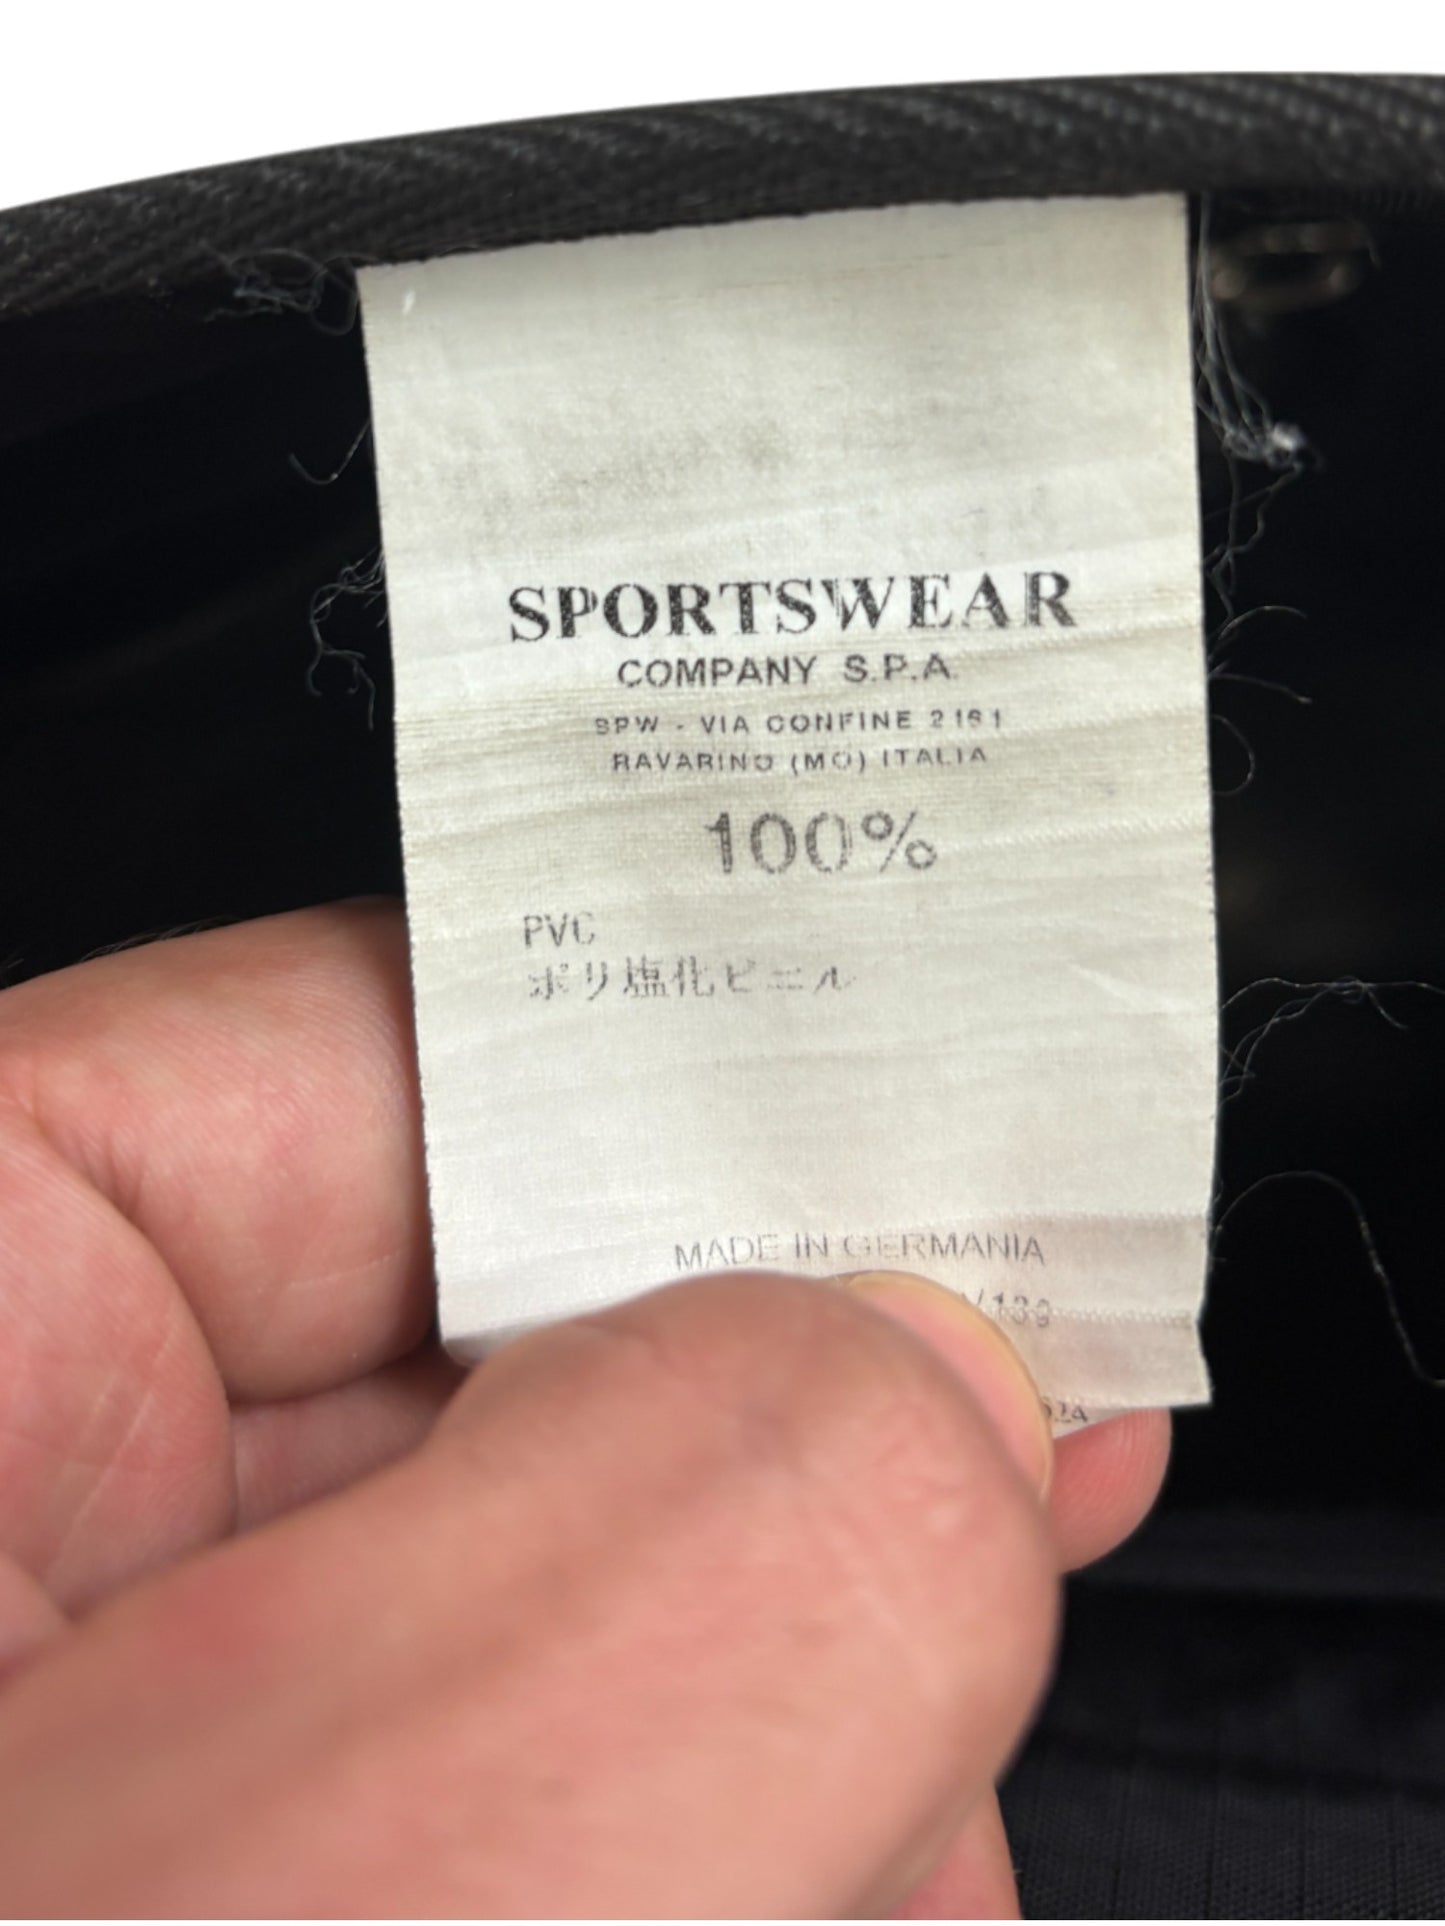 SPORTSWEAR
COMPANY S.P.A.
SPW - VIA CONFINE 2161
RAVARINO (MO) ITALIA
100%
PVC
ポリ塩化ビニル
MADE IN GERMANIA